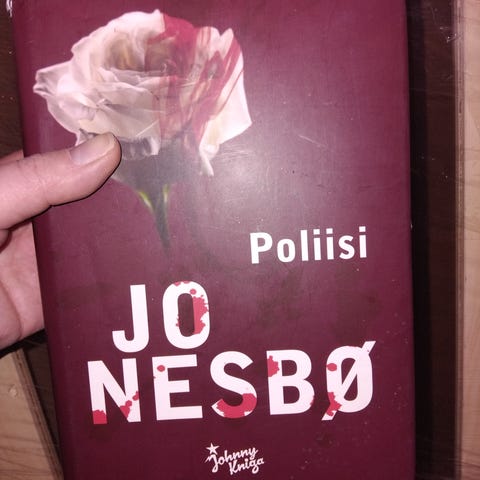 Poliisi
JO
NESBØ
Johnny
Kniga